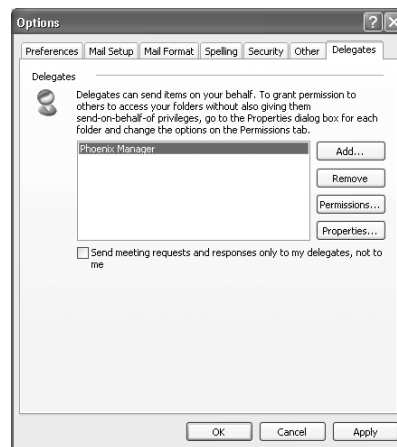 Options
Preferences Mail Setup Mail Format Spelling Security Other Delegates
Delegates
Delegates can send items on your behalf. To grant permission to
others to access your folders without also giving them
send-on-behalf-of privileges, go to the Properties dialog box for each
folder and change the options on the Permissions tab.
Phoenix Manager
Add...
Remove
Permissions...
Properties...
Send meeting requests and responses only to my delegates, not to
me
OK Cancel Apply